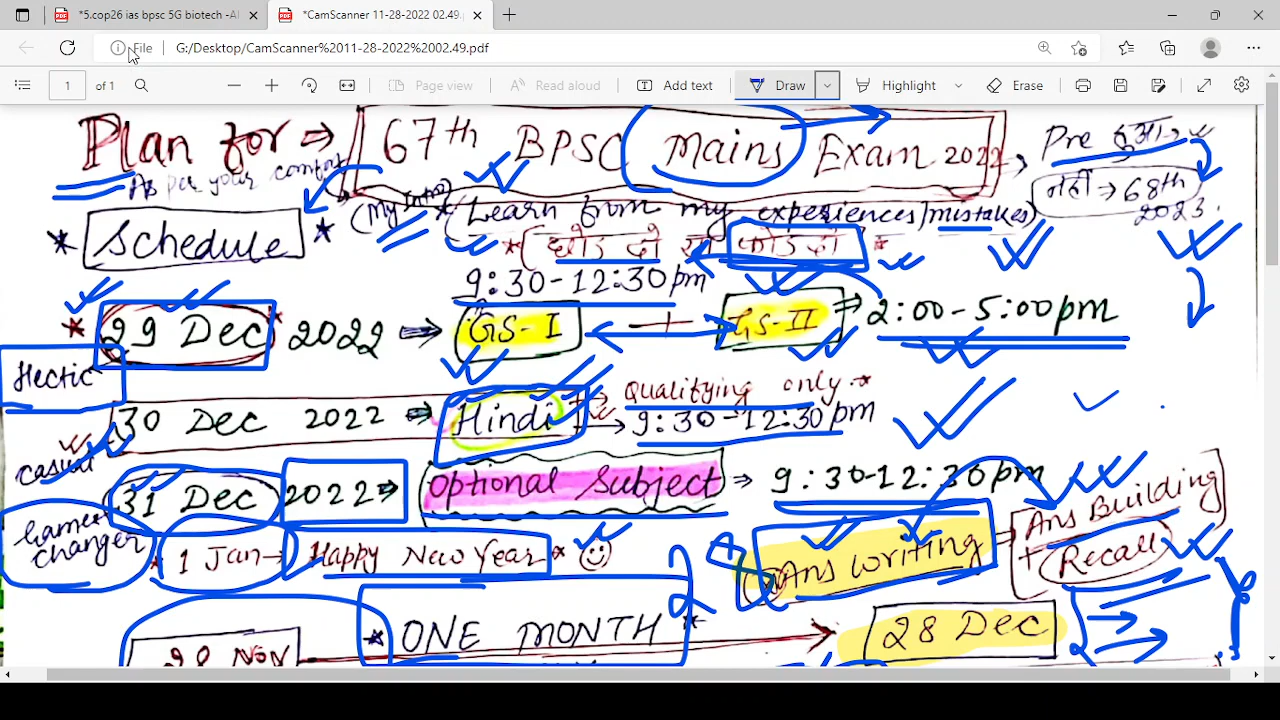 *5.cop26 ias bpsc 5G biotech -AI
*CamScanner 11-28-2022 02.49.p
File G:/Desktop/CamScanner%2011-28-2022%2002.49.pdf
1 of 1 Page view Read aloud Add text Draw Highlight Erase
Plan for ⇒ 67th BPSC Mains Exam 2022
Pre हुआ
नहीं → 68th 2023.
As per your comfort
* Schedule *
(My Intro) * Learn from my experiences/mistakes)
* छोड़ दो या फोड़ दो *
9:30-12:30pm
* 29 Dec * 2022 ⇒ GS-I + GS-II ⇒ 2:00-5:00pm
Hectic
30 Dec 2022 ⇒ Hindi → Qualifying only *
→ 9:30-12:30pm
casual
31 Dec 2022 ⇒ Optional Subject ⇒ 9:30-12:30pm
Game changer
* 1 Jan → Happy New Year *
Ans Writing
Ans Building
+ Recall
28 Nov
* ONE MONTH *
28 Dec